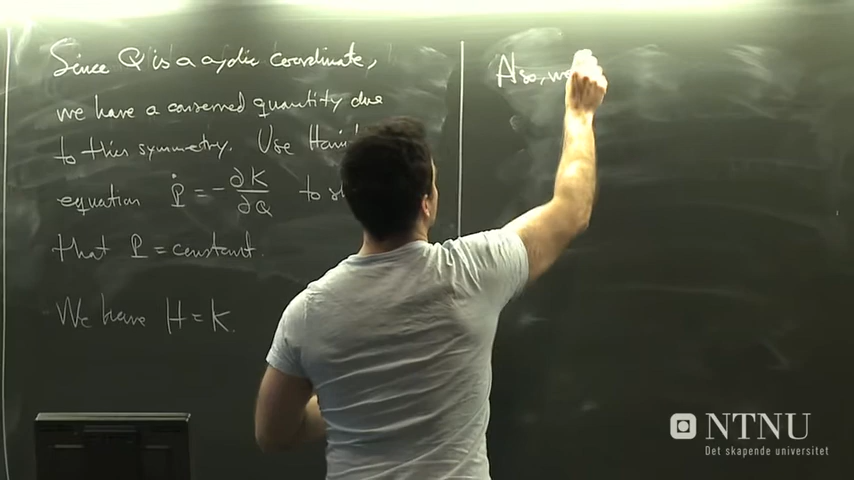 Since Q is a cyclic coordinate,
we have a conserved quantity due
to this symmetry. Use
equation Ṗ = - ∂K/∂Q to
that P = constant.
We have H = K.
Also, we
NTNU
Det skapende universitet